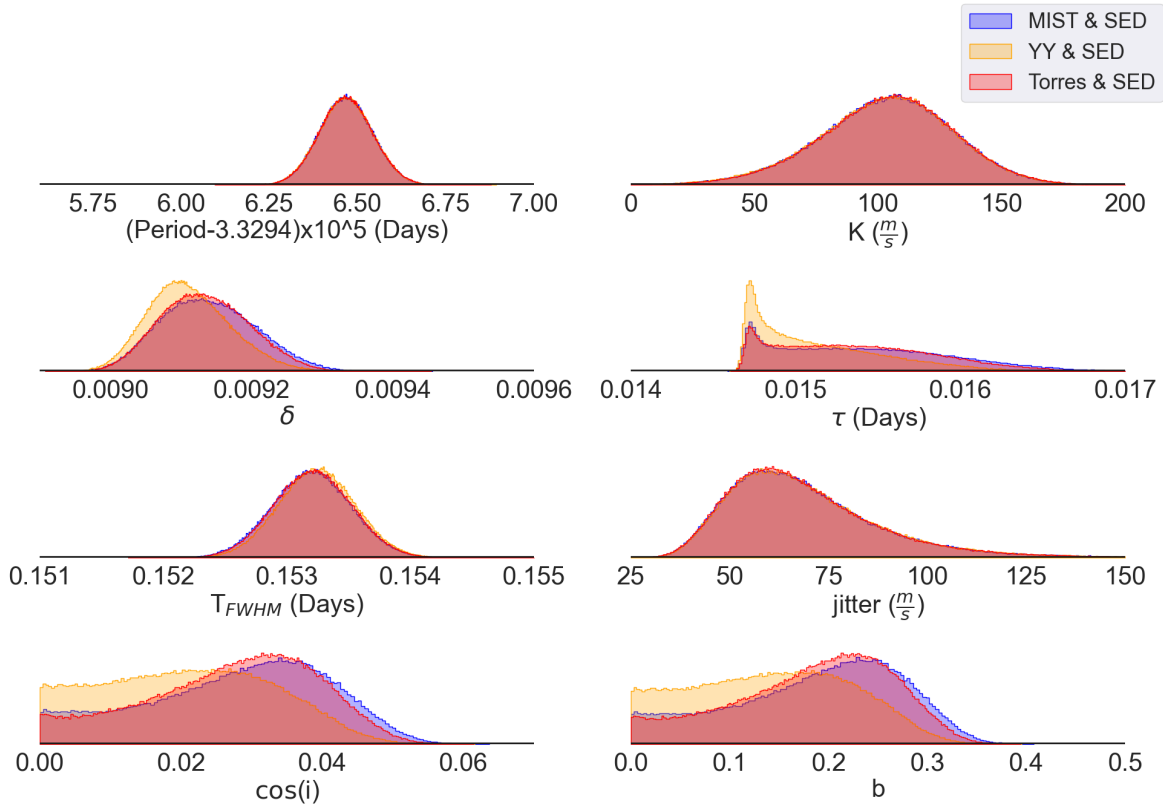 MIST & SED
YY & SED
Torres & SED
5.75 6.00 6.25 6.50 6.75 7.00
(Period-3.3294)x10^5 (Days)
0 50 100 150 200
K (m/s)
0.0090 0.0092 0.0094 0.0096
δ
0.014 0.015 0.016 0.017
τ (Days)
0.151 0.152 0.153 0.154 0.155
T_FWHM (Days)
25 50 75 100 125 150
jitter (m/s)
0.00 0.02 0.04 0.06
cos(i)
0.0 0.1 0.2 0.3 0.4 0.5
b